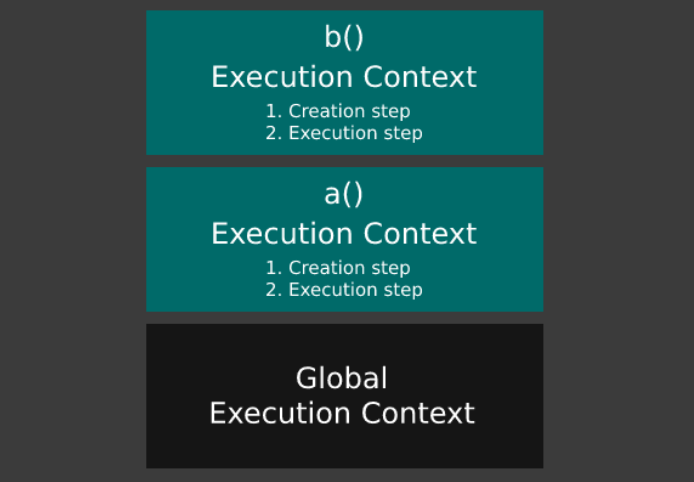 b()
Execution Context
1. Creation step
2. Execution step
a()
Execution Context
1. Creation step
2. Execution step
Global
Execution Context